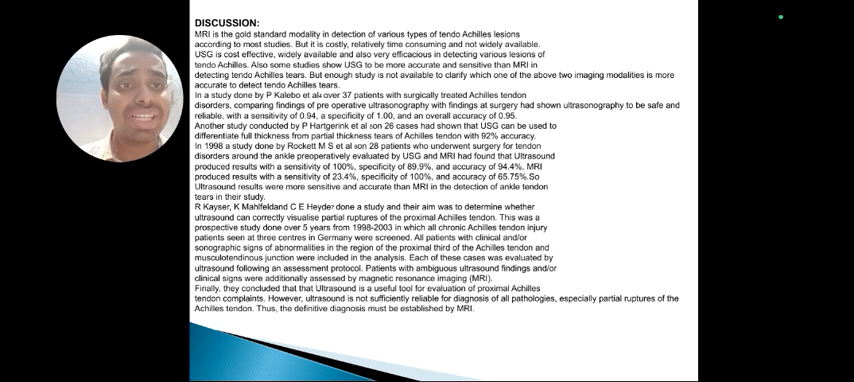 DISCUSSION:
MRI is the gold standard modality in detection of various types of tendo Achilles lesions
according to most studies. But it is costly, relatively time consuming and not widely available.
USG is cost effective, widely available and also very efficacious in detecting various lesions of
tendo Achilles. Also some studies show USG to be more accurate and sensitive than MRI in
detecting tendo Achilles tears. But enough study is not available to clarify which one of the above two imaging modalities is more
accurate to detect tendo Achilles tears.
In a study done by P Kalebo et al4 over 37 patients with surgically treated Achilles tendon
disorders, comparing findings of pre operative ultrasonography with findings at surgery had shown ultrasonography to be safe and
reliable, with a sensitivity of 0.94, a specificity of 1.00, and an overall accuracy of 0.95.
Another study conducted by P Hartgerink et al 5on 26 cases had shown that USG can be used to
differentiate full thickness from partial thickness tears of Achilles tendon with 92% accuracy.
In 1998 a study done by Rockett M S et al 6on 28 patients who underwent surgery for tendon
disorders around the ankle preoperatively evaluated by USG and MRI had found that Ultrasound
produced results with a sensitivity of 100%, specificity of 89.9%, and accuracy of 94.4%, MRI
produced results with a sensitivity of 23.4%, specificity of 100%, and accuracy of 65.75%.So
Ultrasound results were more sensitive and accurate than MRI in the detection of ankle tendon
tears in their study.
R Kayser, K Mahlfeldand C E Heyde7 done a study and their aim was to determine whether
ultrasound can correctly visualise partial ruptures of the proximal Achilles tendon. This was a
prospective study done over 5 years from 1998-2003 in which all chronic Achilles tendon injury
patients seen at three centres in Germany were screened. All patients with clinical and/or
sonographic signs of abnormalities in the region of the proximal third of the Achilles tendon and
musculotendinous junction were included in the analysis. Each of these cases was evaluated by
ultrasound following an assessment protocol. Patients with ambiguous ultrasound findings and/or
clinical signs were additionally assessed by magnetic resonance imaging (MRI).
Finally, they concluded that that Ultrasound is a useful tool for evaluation of proximal Achilles
tendon complaints. However, ultrasound is not sufficiently reliable for diagnosis of all pathologies, especially partial ruptures of the
Achilles tendon. Thus, the definitive diagnosis must be established by MRI.